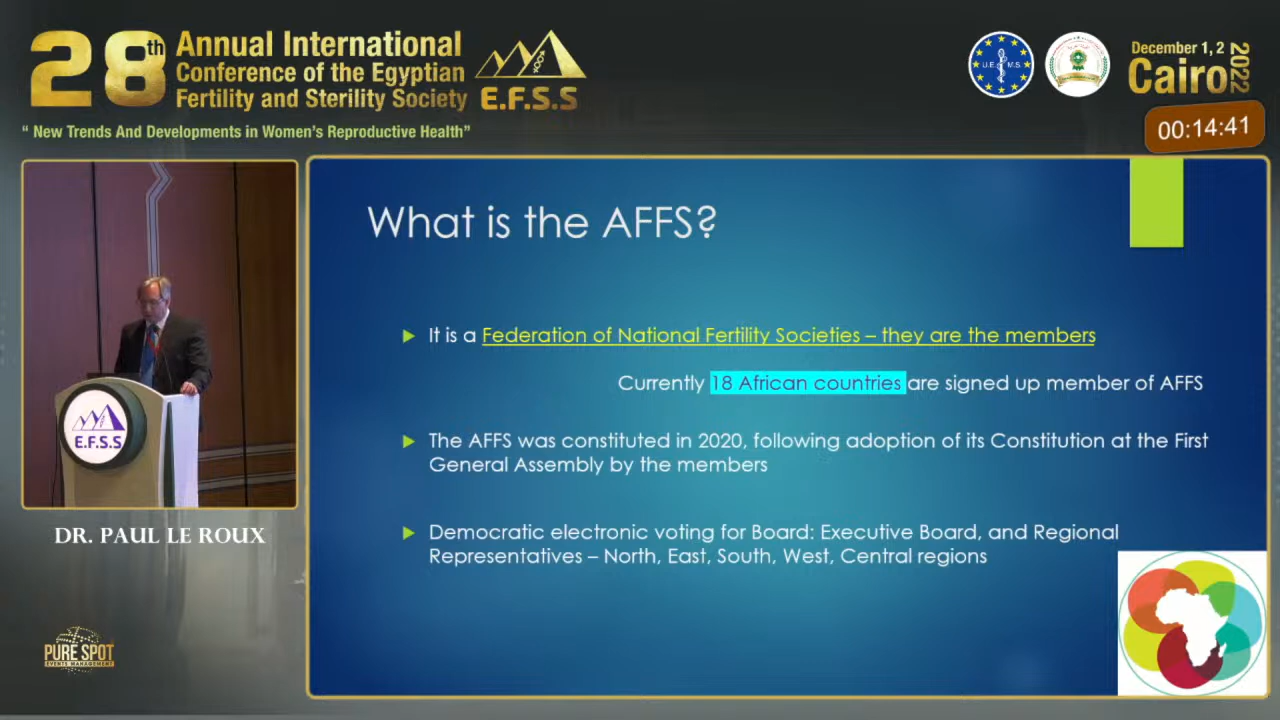 28th
Annual International
Conference of the Egyptian
Fertility and Sterility Society
E.F.S.S
“ New Trends And Developments in Women's Reproductive Health”
U.E.M.S.
December 1, 2
Cairo
2022
00:14:41
What is the AFFS?
It is a Federation of National Fertility Societies – they are the members
Currently 18 African countries are signed up member of AFFS
The AFFS was constituted in 2020, following adoption of its Constitution at the First
General Assembly by the members
Democratic electronic voting for Board: Executive Board, and Regional
Representatives – North, East, South, West, Central regions
E.F.S.S
DR. PAUL LE ROUX
PURE SPOT
EVENTS MANAGEMENT